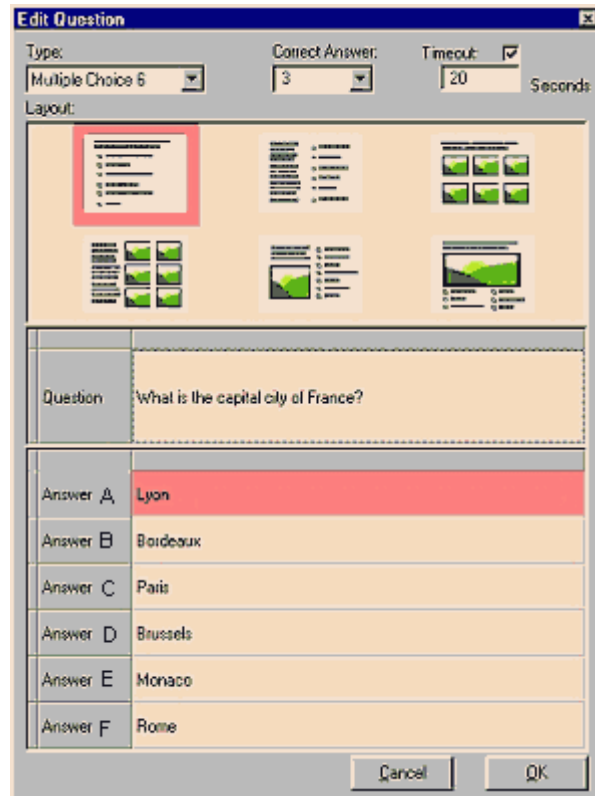 Edit Question
Type: Correct Answer: Timeout:
Multiple Choice 6 3 20 Seconds
Layout:
Question What is the capital city of France?
Answer A Lyon
Answer B Bordeaux
Answer C Paris
Answer D Brussels
Answer E Monaco
Answer F Rome
Cancel OK